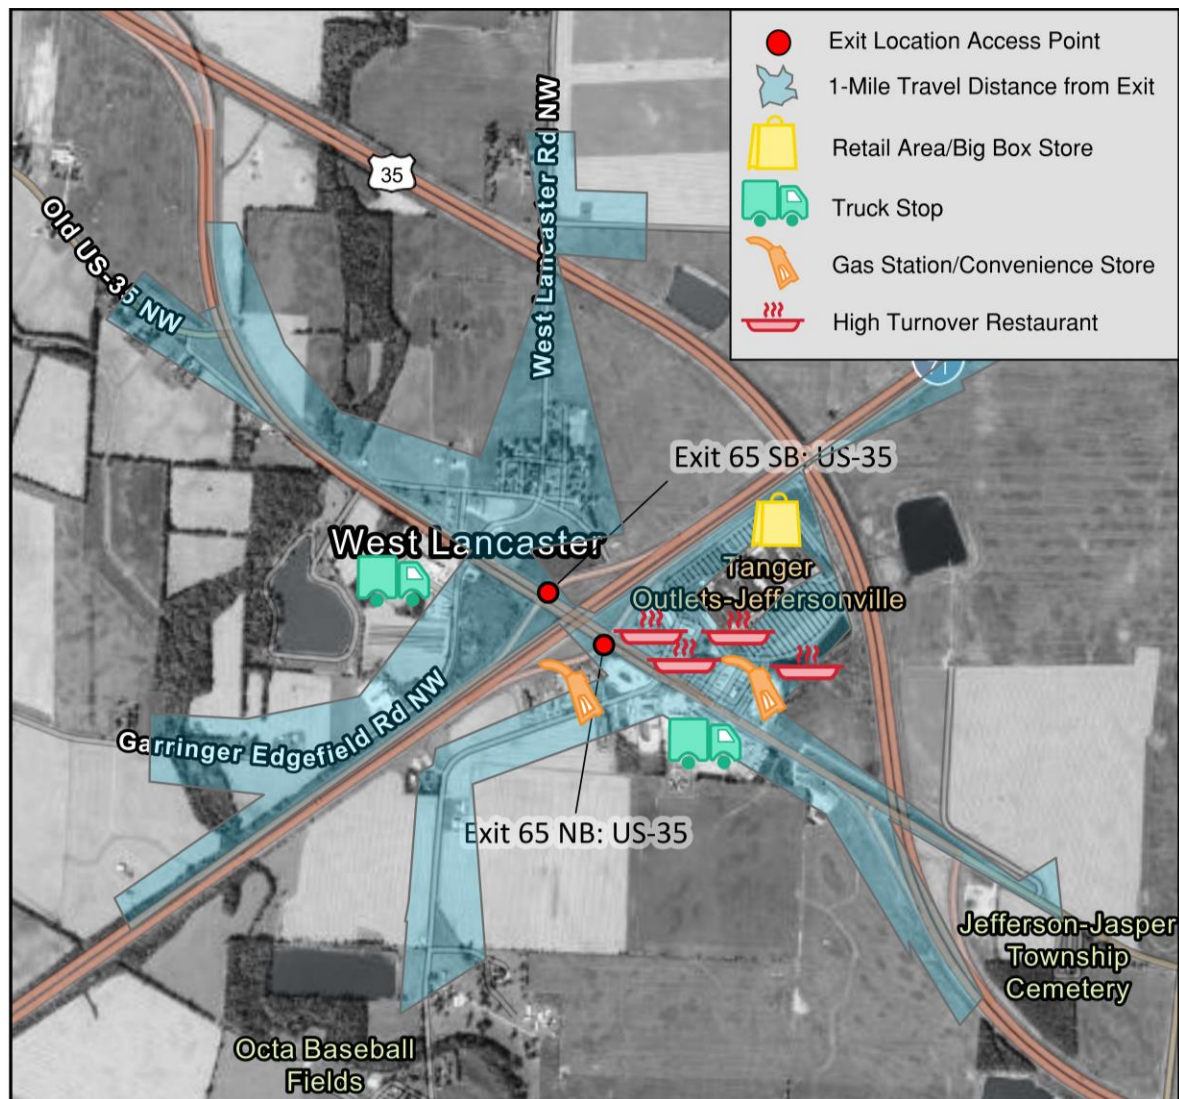 Exit Location Access Point
1-Mile Travel Distance from Exit
Retail Area/Big Box Store
Truck Stop
Gas Station/Convenience Store
High Turnover Restaurant
35
West Lancaster Rd NW
Old US-35 NW
Exit 65 SB: US-35
West Lancaster
Tanger
Outlets-Jeffersonville
Garringer Edgefield Rd NW
Exit 65 NB: US-35
Jefferson-Jasper
Township
Cemetery
Octa Baseball
Fields